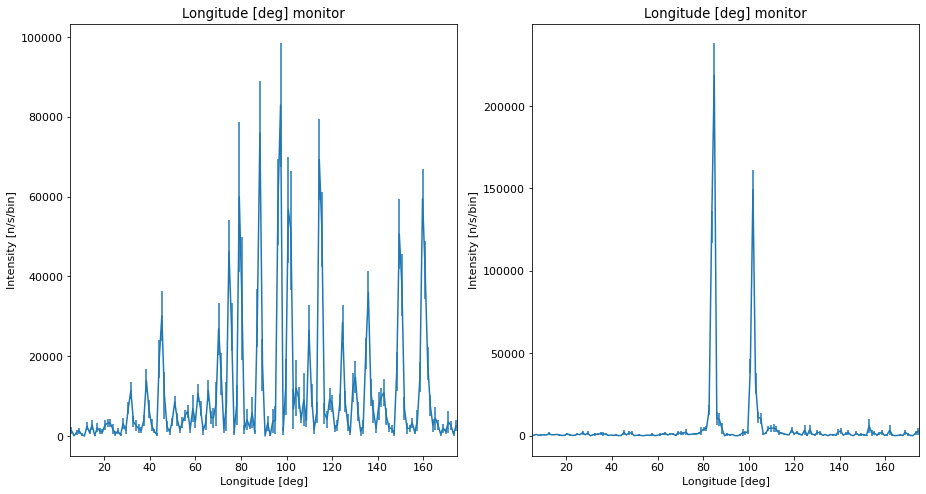 Longitude [deg] monitor
100000
80000
60000
40000
20000
0
Intensity [n/s/bin]
20 40 60 80 100 120 140 160
Longitude [deg]
Longitude [deg] monitor
200000
150000
100000
50000
0
Intensity [n/s/bin]
20 40 60 80 100 120 140 160
Longitude [deg]